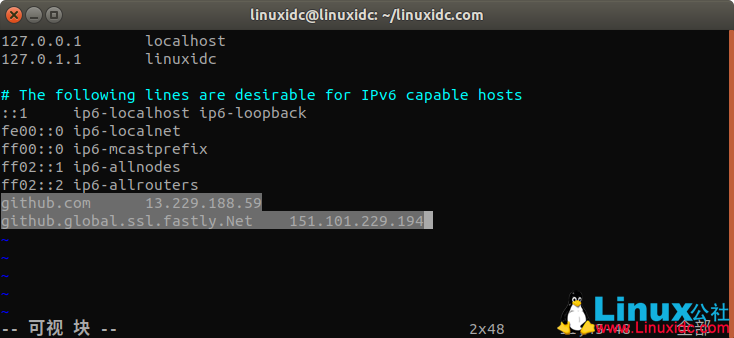 linuxidc@linuxidc: ~/linuxidc.com
127.0.0.1 localhost
127.0.1.1 linuxidc
# The following lines are desirable for IPv6 capable hosts
::1 ip6-localhost ip6-loopback
fe00::0 ip6-localnet
ff00::0 ip6-mcastprefix
ff02::1 ip6-allnodes
ff02::2 ip6-allrouters
github.com 13.229.188.59
github.global.ssl.fastly.Net 151.101.229.194
~
~
~
~
~
-- 可视 块 -- 2x48 全部
Linux公社
www.Linuxidc.com